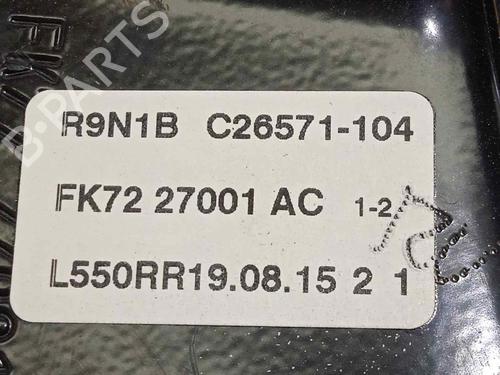 B-PARTS
R9N1B C26571-104
FK72 27001 AC 1-2
L550RR19.08.15 2 1